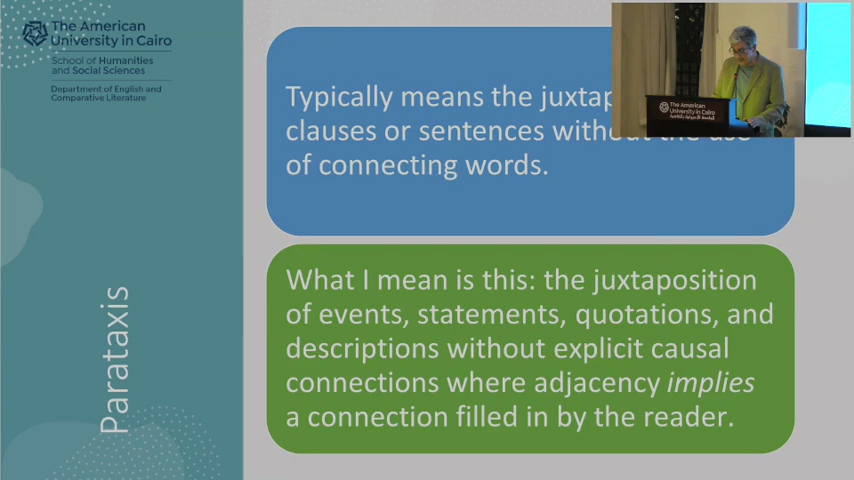 The American
University in Cairo
School of Humanities
and Social Sciences
Department of English and
Comparative Literature
Parataxis
Typically means the
clauses or sentences without the use
of connecting words.
What I mean is this: the juxtaposition
of events, statements, quotations, and
descriptions without explicit causal
connections where adjacency implies
a connection filled in by the reader.
The American
University in Cairo